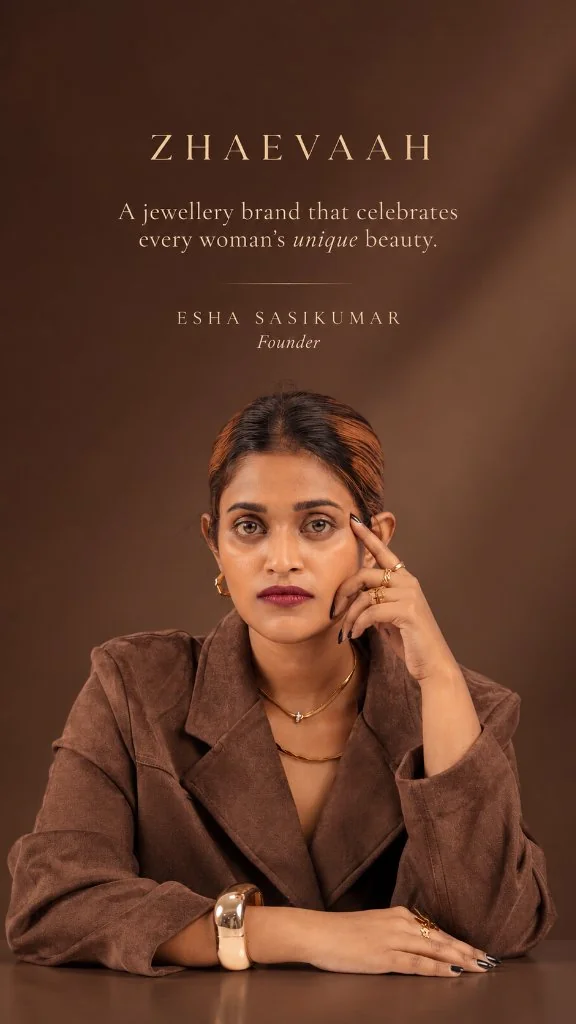 ZHAEVAAH
A jewellery brand that celebrates
every woman's unique beauty.
ESHA SASIKUMAR
Founder